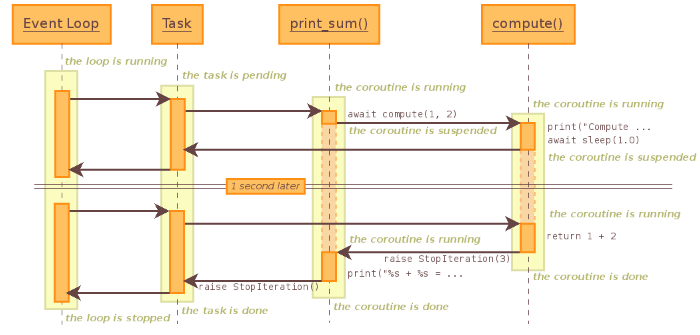 Event Loop
Task
print_sum()
compute()
the loop is running
the task is pending
the coroutine is running
the coroutine is running
await compute(1, 2)
print("Compute ...
the coroutine is suspended
await sleep(1.0)
the coroutine is suspended
1 second later
the coroutine is running
return 1 + 2
the coroutine is running
raise StopIteration(3)
print("%s + %s = ...
the coroutine is done
raise StopIteration()
the coroutine is done
the task is done
the loop is stopped